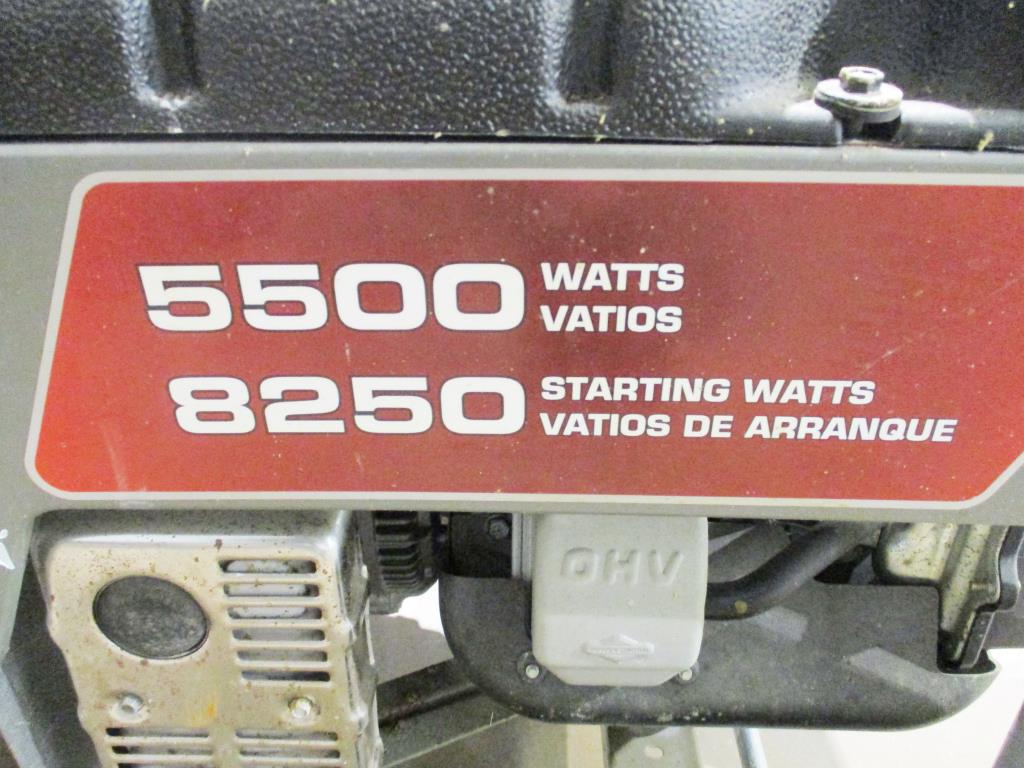 5500 WATTS
VATIOS
8250 STARTING WATTS
VATIOS DE ARRANQUE
OHV